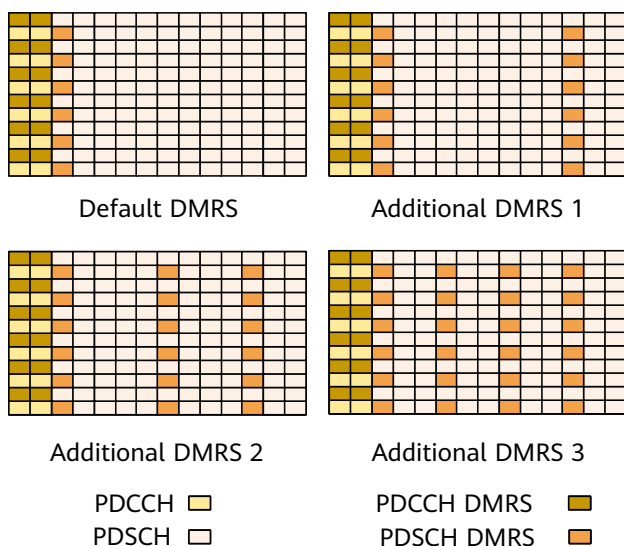 Default DMRS
Additional DMRS 1
Additional DMRS 2
Additional DMRS 3
PDCCH
PDCCH DMRS
PDSCH
PDSCH DMRS